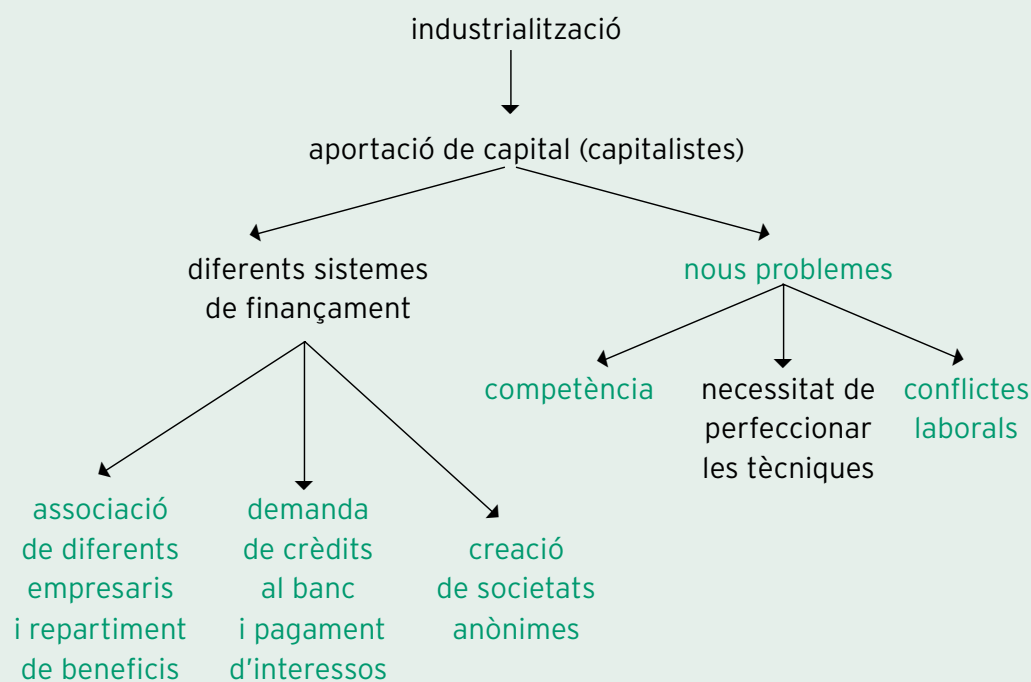 industrialització
aportació de capital (capitalistes)
diferents sistemes
de finançament
nous problemes
competència
necessitat de
perfeccionar
les tècniques
conflictes
laborals
associació
de diferents
empresaris
i repartiment
de beneficis
demanda
de crèdits
al banc
i pagament
d'interessos
creació
de societats
anònimes